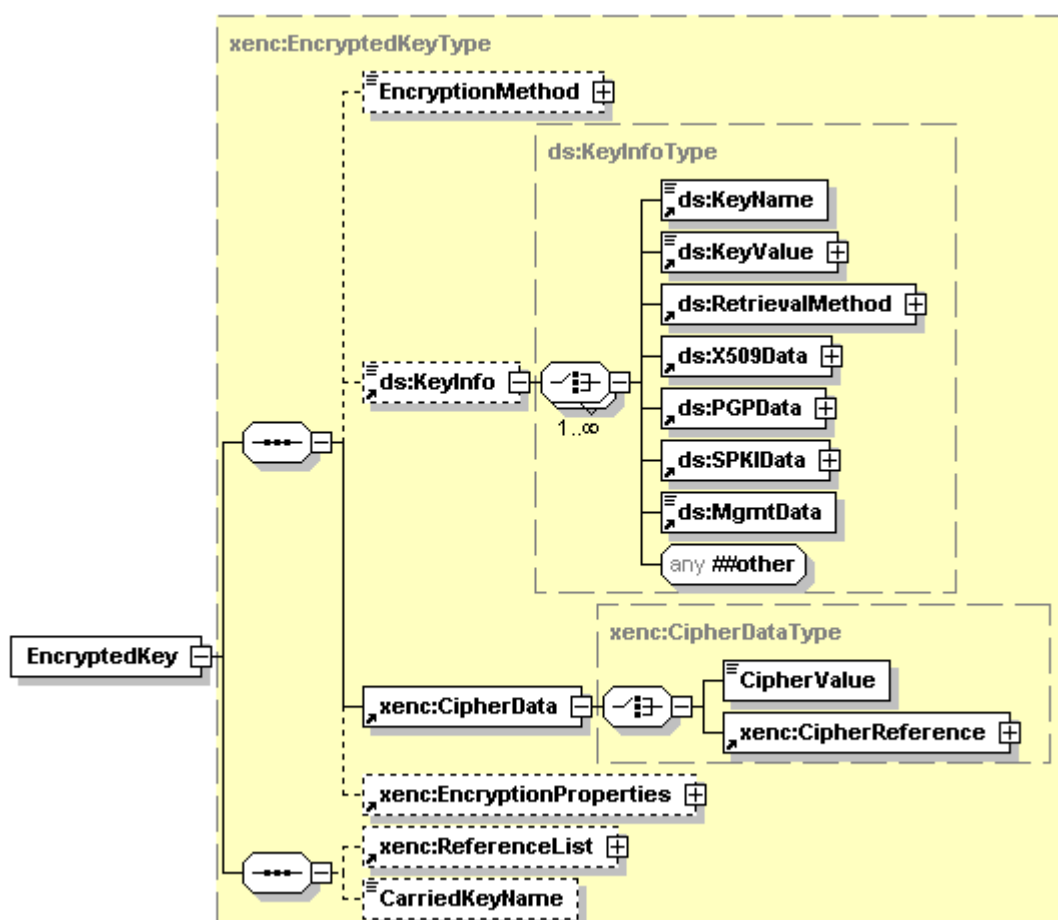 xenc:EncryptedKeyType
EncryptionMethod
ds:KeyInfoType
ds:KeyName
ds:KeyValue
ds:RetrievalMethod
ds:X509Data
ds:KeyInfo
ds:PGPData
1..∞
ds:SPKIData
ds:MgmtData
any ##other
xenc:CipherDataType
EncryptedKey
CipherValue
xenc:CipherData
xenc:CipherReference
xenc:EncryptionProperties
xenc:ReferenceList
CarriedKeyName